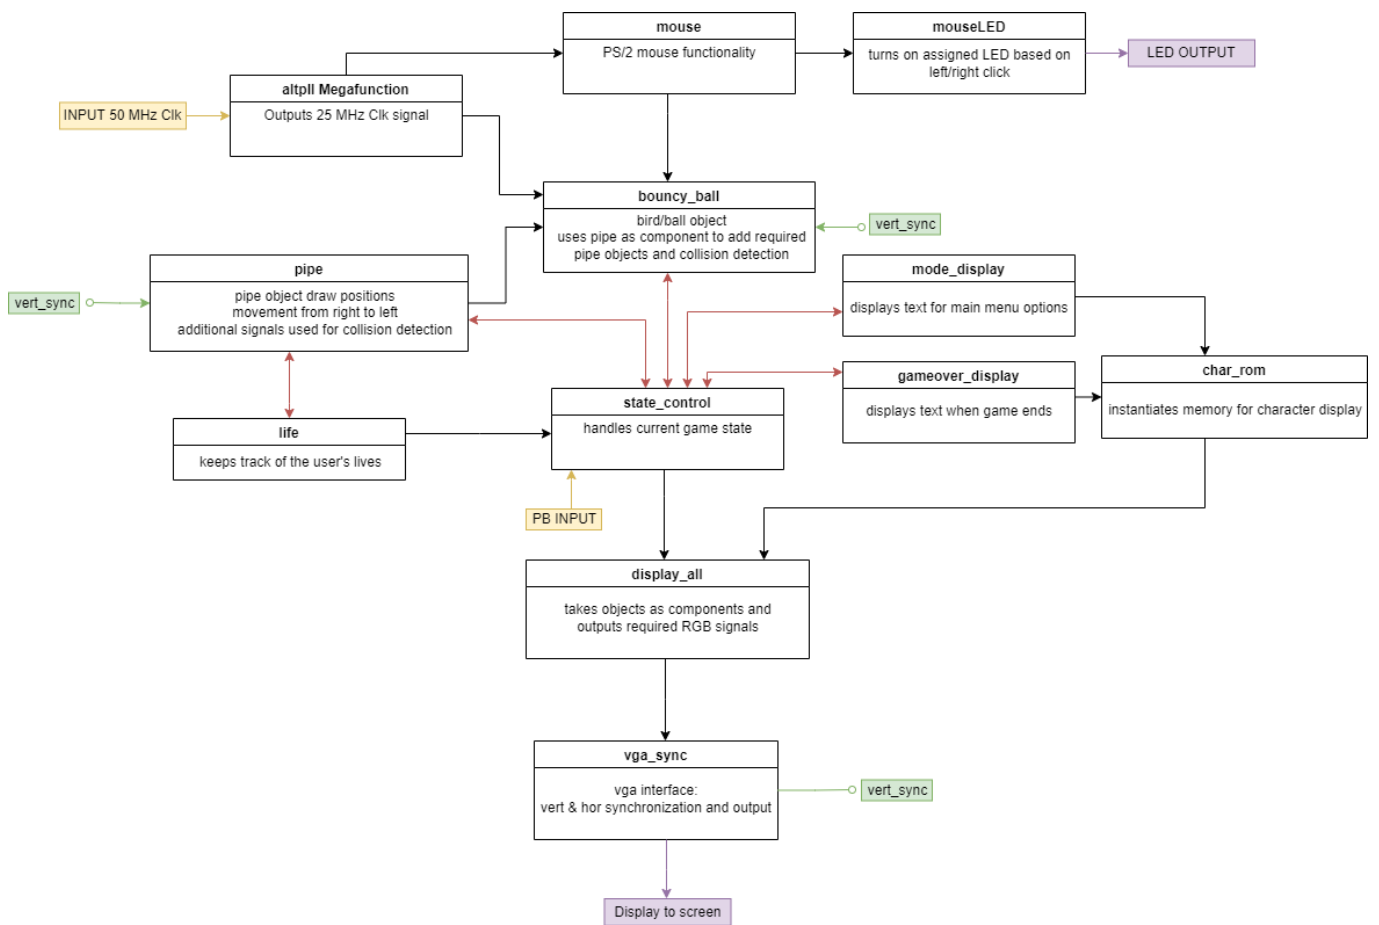 mouse
PS/2 mouse functionality
mouseLED
turns on assigned LED based on
left/right click
LED OUTPUT
altpll Megafunction
Outputs 25 MHz Clk signal
INPUT 50 MHz Clk
bouncy_ball
bird/ball object
uses pipe as component to add required
pipe objects and collision detection
vert_sync
pipe
pipe object draw positions
movement from right to left
additional signals used for collision detection
vert_sync
mode_display
displays text for main menu options
gameover_display
displays text when game ends
char_rom
instantiates memory for character display
state_control
handles current game state
life
keeps track of the user's lives
PB INPUT
display_all
takes objects as components and
outputs required RGB signals
vga_sync
vga interface:
vert & hor synchronization and output
vert_sync
Display to screen